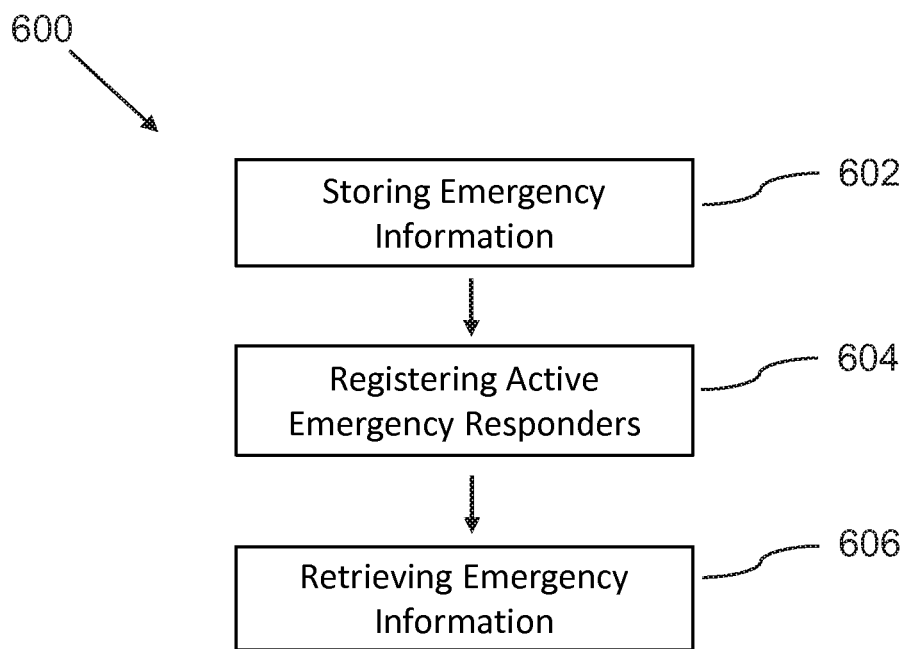 600
Storing Emergency
Information
602
Registering Active
Emergency Responders
604
Retrieving Emergency
Information
606